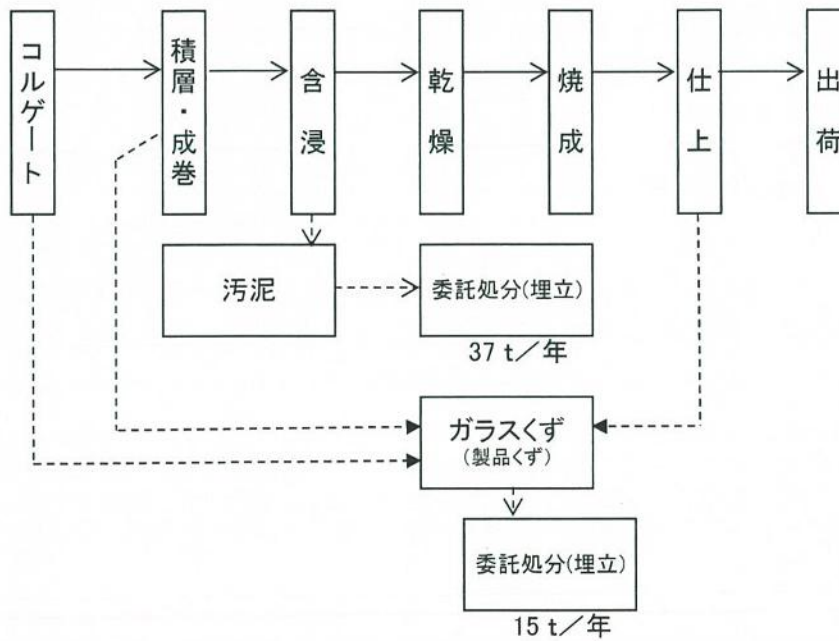 コルゲート
積層・成巻
含浸
乾燥
焼成
仕上
出荷
汚泥
委託処分(埋立)
37 t／年
ガラスくず
(製品くず)
委託処分(埋立)
15 t／年